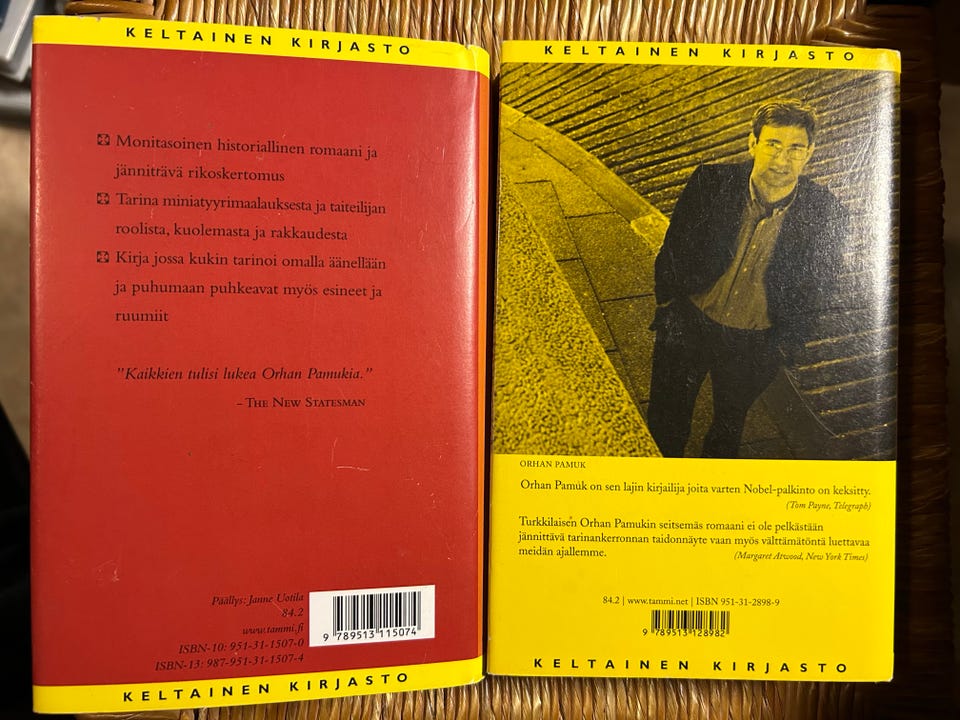 KELTAINEN KIRJASTO
Monitasoinen historiallinen romaani ja
jännittävä rikoskertomus
Tarina miniatyyrimaalauksesta ja taiteilijan
roolista, kuolemasta ja rakkaudesta
Kirja jossa kukin tarinoi omalla äänellään
ja puhumaan puhkeavat myös esineet ja
ruumiit
"Kaikkien tulisi lukea Orhan Pamukia."
– THE NEW STATESMAN
Päällys: Janne Uotila
84.2
www.tammi.fi
ISBN-10: 951-31-1507-0
ISBN-13: 987-951-31-1507-4
9 789513 115074
KELTAINEN KIRJASTO
KELTAINEN KIRJASTO
ORHAN PAMUK
Orhan Pamuk on sen lajin kirjailija joita varten Nobel-palkinto on keksitty.
(Tom Payne, Telegraph)
Turkkilaisen Orhan Pamukin seitsemäs romaani ei ole pelkästään
jännittävä tarinankerronnan taidonnäyte vaan myös välttämätöntä luettavaa
meidän ajallemme.
(Margaret Atwood, New York Times)
84.2 | www.tammi.net | ISBN 951-31-2898-9
9 789513 128982
KELTAINEN KIRJASTO